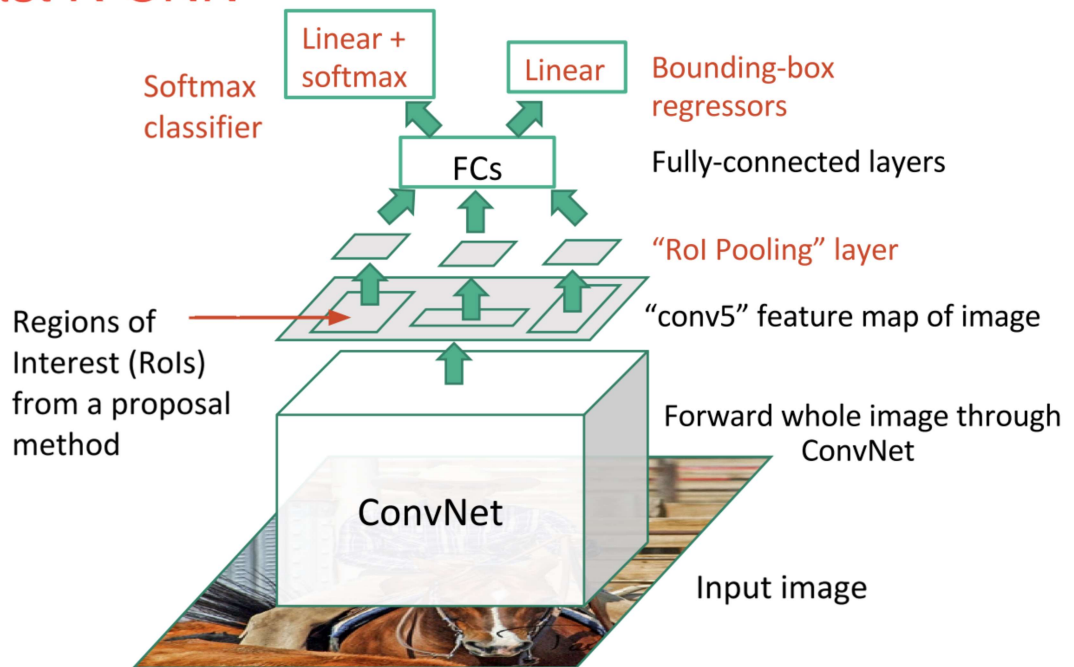 Linear +
softmax
Linear
Softmax
classifier
Bounding-box
regressors
FCs
Fully-connected layers
“RoI Pooling” layer
Regions of
Interest (RoIs)
from a proposal
method
“conv5” feature map of image
Forward whole image through
ConvNet
ConvNet
Input image